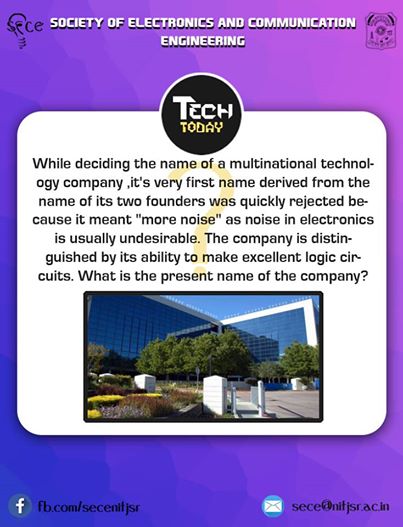 sece SOCIETY OF ELECTRONICS AND COMMUNICATION
ENGINEERING
TECH
TODAY
While deciding the name of a multinational technol-
ogy company ,it's very first name derived from the
name of its two founders was quickly rejected be-
cause it meant "more noise" as noise in electronics
is usually undesirable. The company is distin-
guished by its ability to make excellent logic cir-
cuits. What is the present name of the company?
?
fb.com/secenitjsr
sece@nitjsr.ac.in